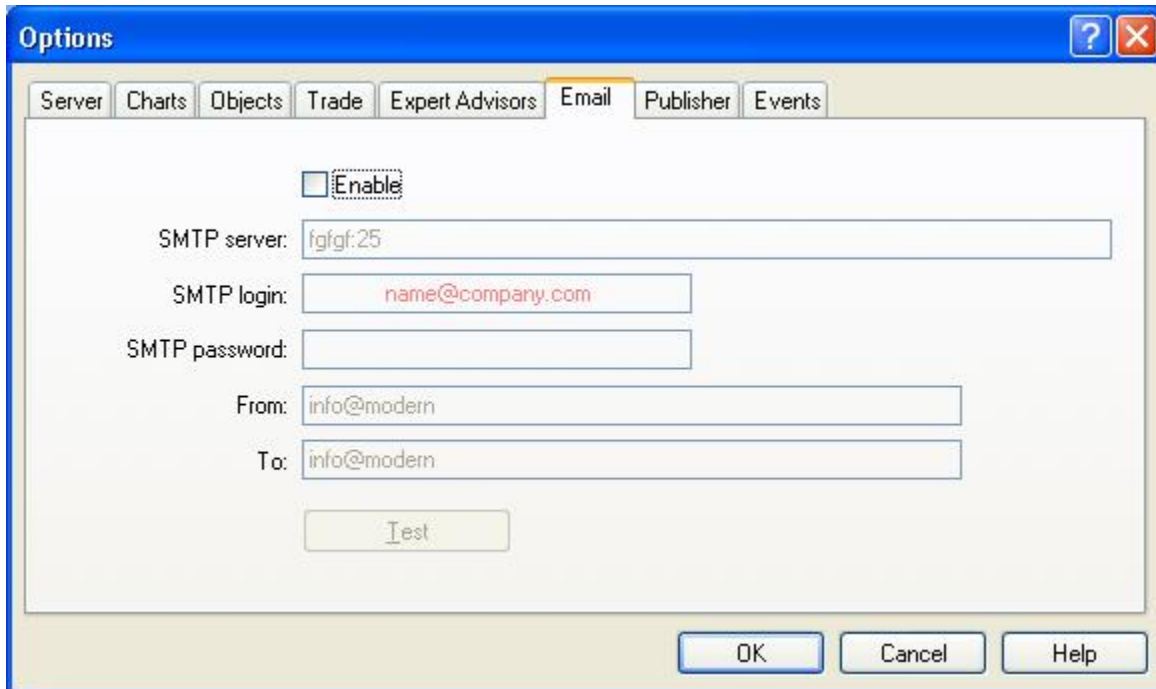 Options
Server Charts Objects Trade Expert Advisors Email Publisher Events
Enable
SMTP server: fgfgf:25
SMTP login: name@company.com
SMTP password:
From: info@modern
To: info@modern
Test
OK Cancel Help